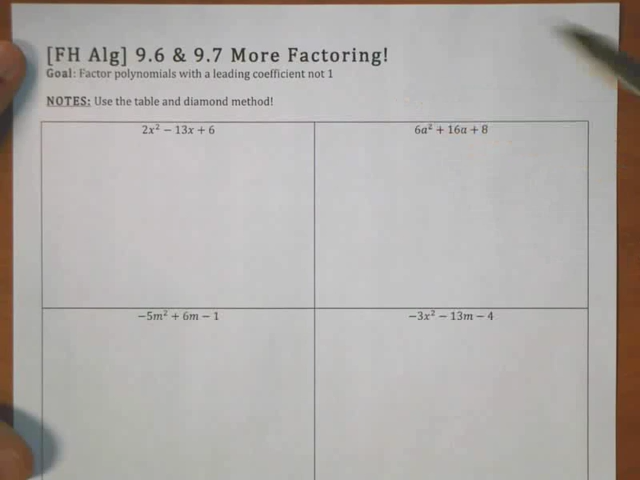 [FH Alg] 9.6 & 9.7 More Factoring!
Goal: Factor polynomials with a leading coefficient not 1
NOTES: Use the table and diamond method!
2x² − 13x + 6
6a² + 16a + 8
−5m² + 6m − 1
−3x² − 13m − 4